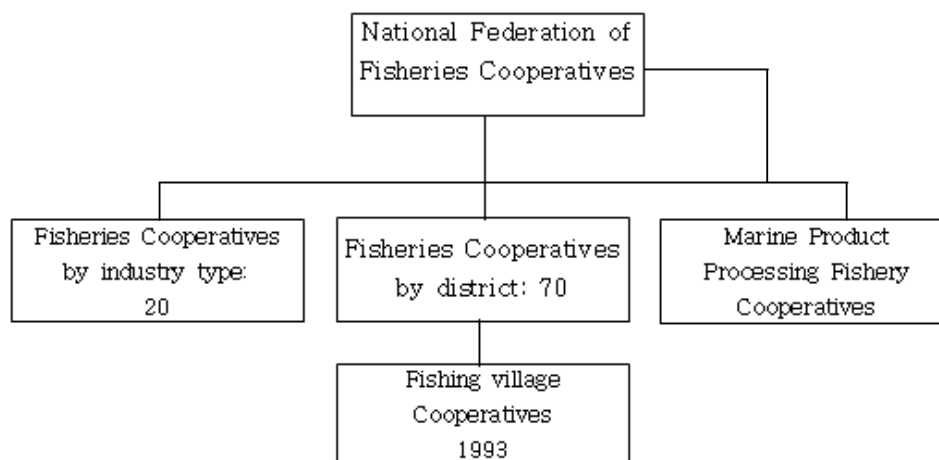 National Federation of
Fisheries Cooperatives
Fisheries Cooperatives
by industry type:
20
Fisheries Cooperatives
by district: 70
Marine Product
Processing Fishery
Cooperatives
Fishing village
Cooperatives
1993